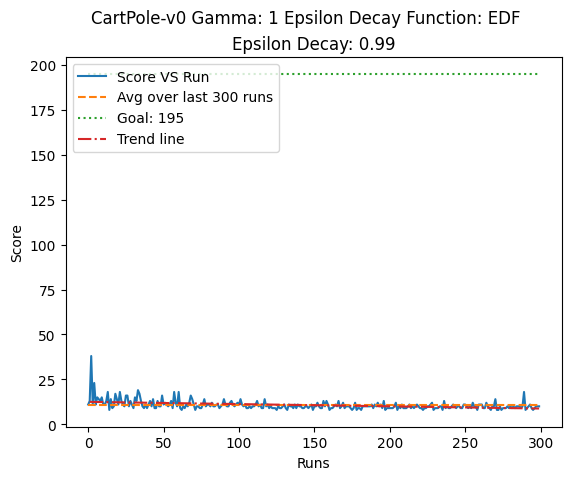 CartPole-v0 Gamma: 1 Epsilon Decay Function: EDF
Epsilon Decay: 0.99
200
175
150
125
100
75
50
25
0
Score
Score VS Run
Avg over last 300 runs
Goal: 195
Trend line
0
50
100
150
200
250
300
Runs